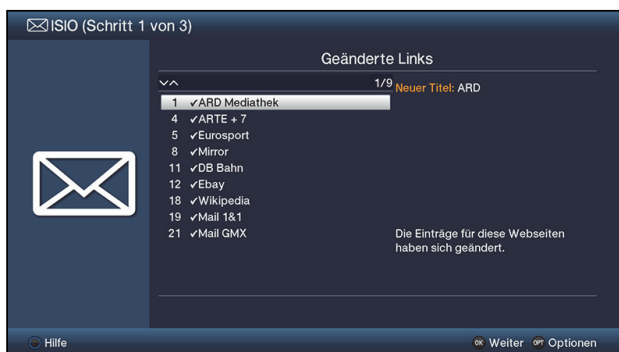 ISIO (Schritt 1 von 3)
Geänderte Links
1/9
Neuer Titel: ARD
1 ✓ARD Mediathek
4 ✓ARTE + 7
5 ✓Eurosport
8 ✓Mirror
11 ✓DB Bahn
12 ✓Ebay
18 ✓Wikipedia
19 ✓Mail 1&1
21 ✓Mail GMX
Die Einträge für diese Webseiten
haben sich geändert.
Hilfe
OK Weiter OPT Optionen